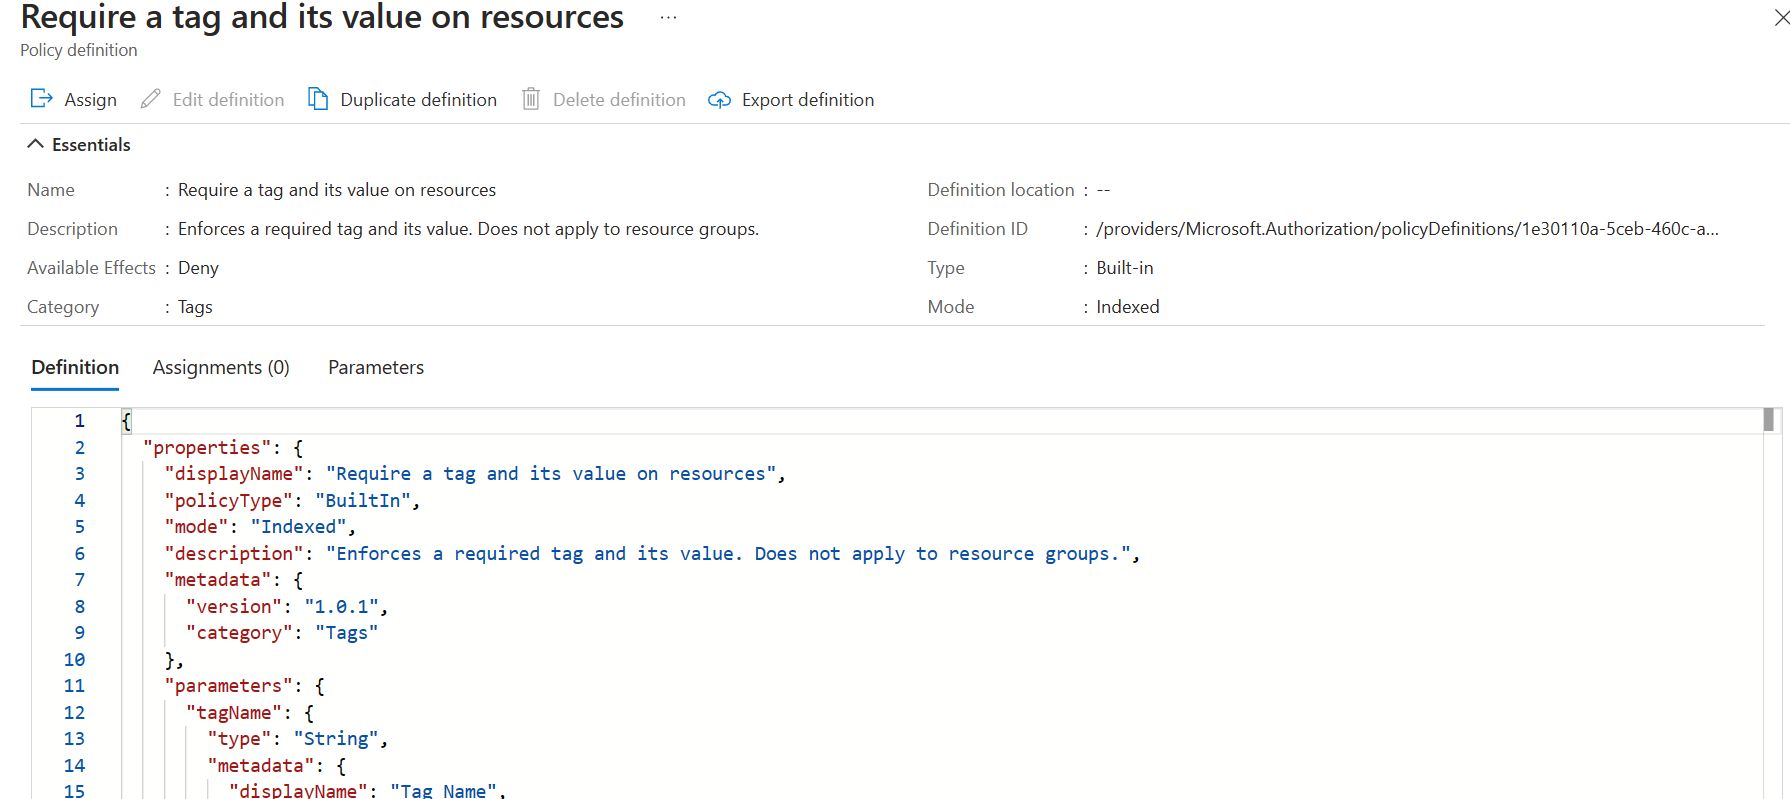 Require a tag and its value on resources ...
Policy definition
Assign Edit definition Duplicate definition Delete definition Export definition
Essentials
Name : Require a tag and its value on resources
Definition location : --
Description : Enforces a required tag and its value. Does not apply to resource groups.
Definition ID : /providers/Microsoft.Authorization/policyDefinitions/1e30110a-5ceb-460c-a...
Available Effects : Deny
Type : Built-in
Category : Tags
Mode : Indexed
Definition Assignments (0) Parameters
1 {
2 "properties": {
3 "displayName": "Require a tag and its value on resources",
4 "policyType": "BuiltIn",
5 "mode": "Indexed",
6 "description": "Enforces a required tag and its value. Does not apply to resource groups.",
7 "metadata": {
8 "version": "1.0.1",
9 "category": "Tags"
10 },
11 "parameters": {
12 "tagName": {
13 "type": "String",
14 "metadata": {
15 "displayName": "Tag Name",